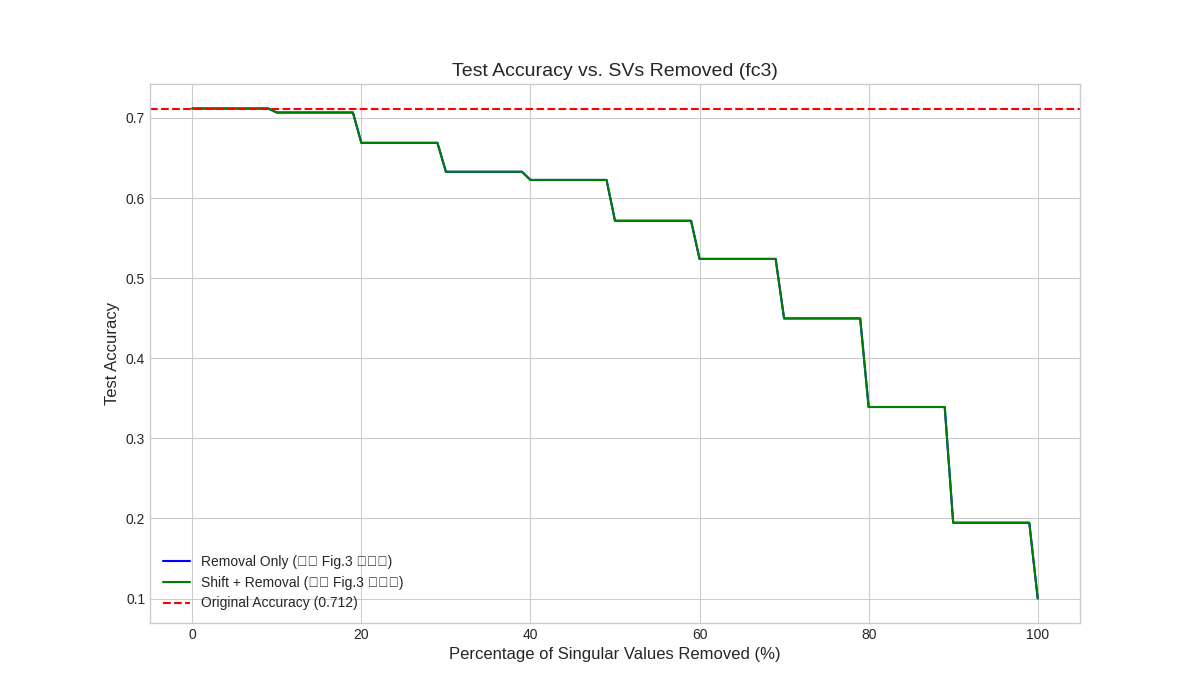 Test Accuracy vs. SVs Removed (fc3)
Test Accuracy
0.7
0.6
0.5
0.4
0.3
0.2
0.1
Removal Only (□□ Fig.3 □□□)
Shift + Removal (□□ Fig.3 □□□)
Original Accuracy (0.712)
0 20 40 60 80 100
Percentage of Singular Values Removed (%)